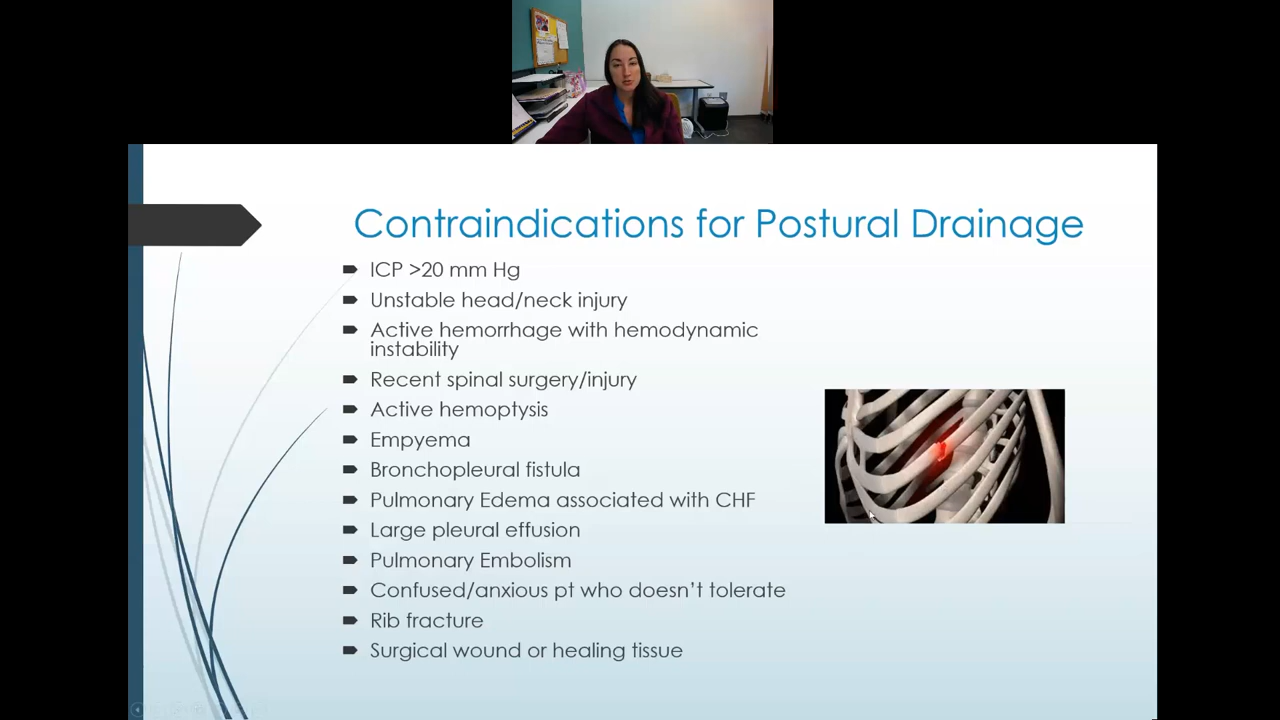 Contraindications for Postural Drainage
ICP >20 mm Hg
Unstable head/neck injury
Active hemorrhage with hemodynamic
instability
Recent spinal surgery/injury
Active hemoptysis
Empyema
Bronchopleural fistula
Pulmonary Edema associated with CHF
Large pleural effusion
Pulmonary Embolism
Confused/anxious pt who doesn’t tolerate
Rib fracture
Surgical wound or healing tissue